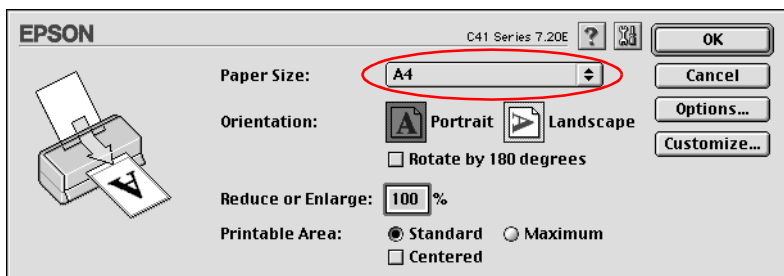 EPSON
C41 Series 7.20E
?
OK
Paper Size:
A4
Cancel
Options...
Orientation:
A Portrait
A Landscape
Customize...
Rotate by 180 degrees
A
Reduce or Enlarge:
100 %
Printable Area:
Standard
Maximum
Centered